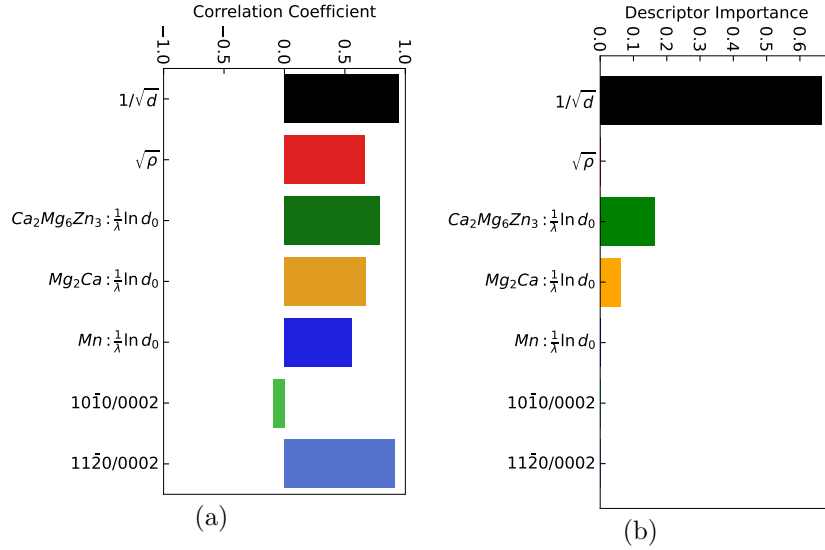 Correlation Coefficient
−1.0 −0.5 0.0 0.5 1.0
1/√d
√ρ
Ca₂Mg₆Zn₃ : 1/λ ln d₀
Mg₂Ca : 1/λ ln d₀
Mn : 1/λ ln d₀
101̄0/0002
112̄0/0002
(a)
Descriptor Importance
0.0 0.1 0.2 0.3 0.4 0.5 0.6
1/√d
√ρ
Ca₂Mg₆Zn₃ : 1/λ ln d₀
Mg₂Ca : 1/λ ln d₀
Mn : 1/λ ln d₀
101̄0/0002
112̄0/0002
(b)